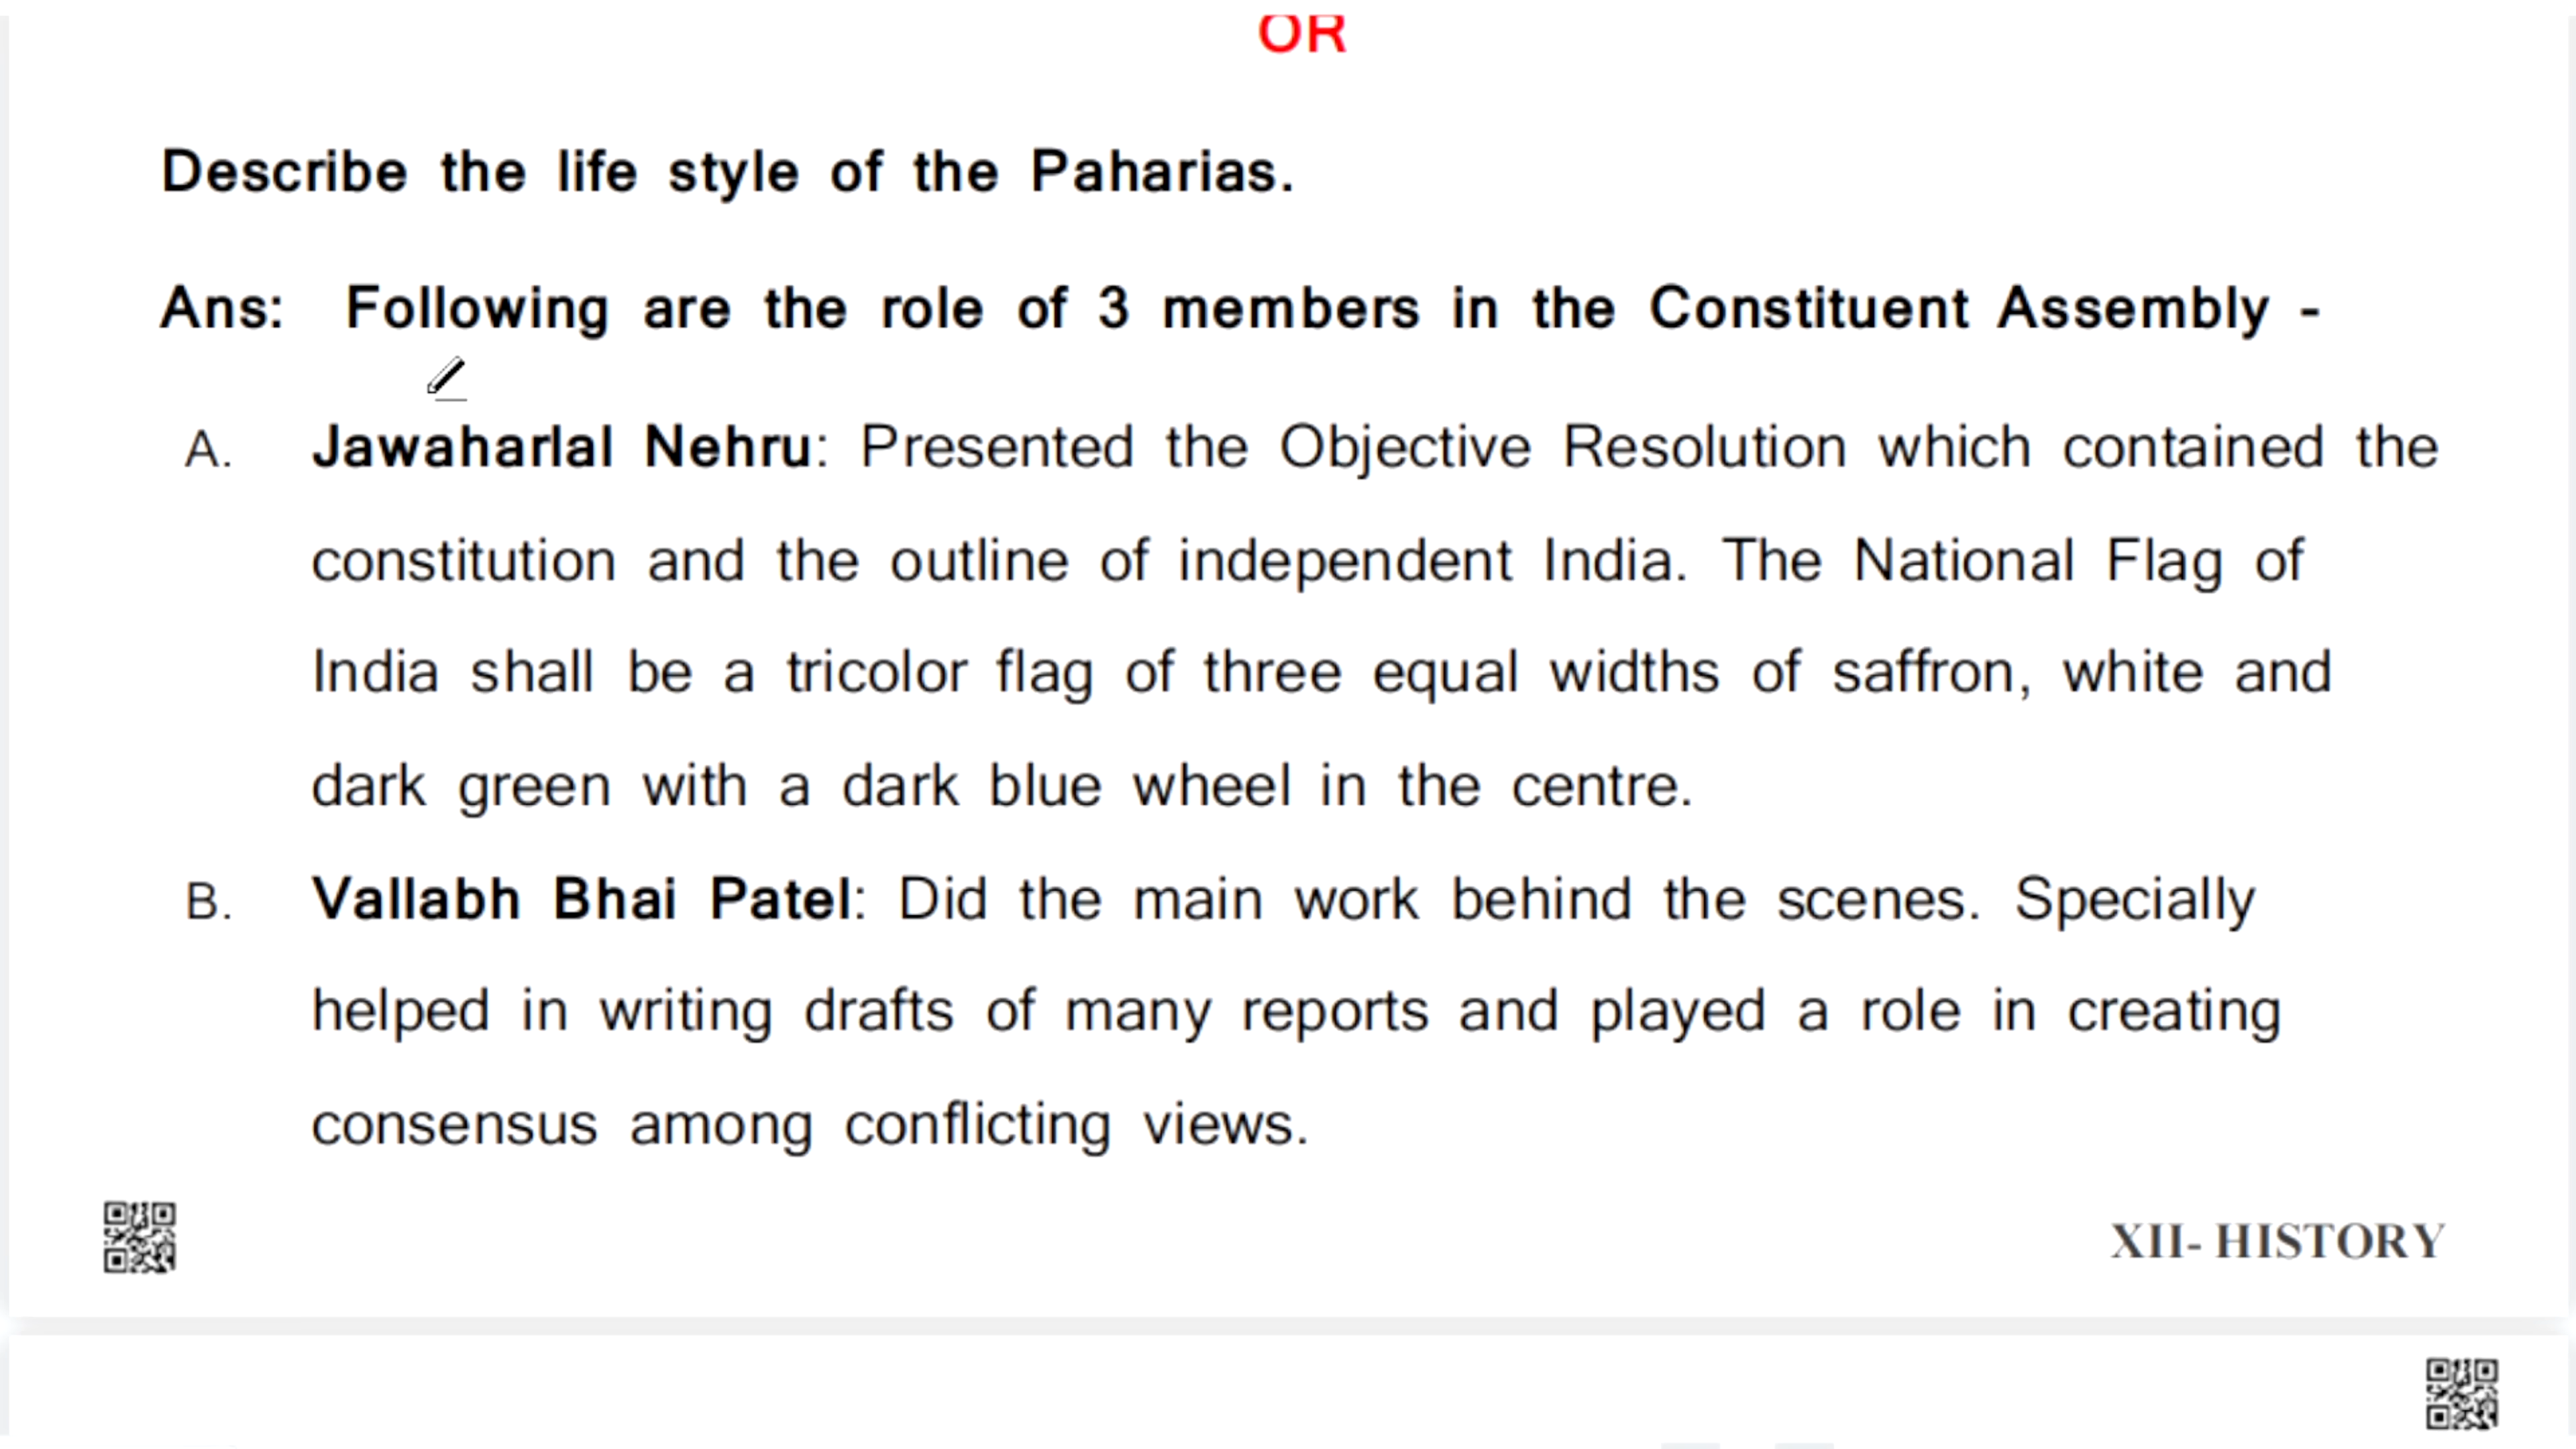 OR
Describe the life style of the Paharias.
Ans: Following are the role of 3 members in the Constituent Assembly -
A. Jawaharlal Nehru: Presented the Objective Resolution which contained the
constitution and the outline of independent India. The National Flag of
India shall be a tricolor flag of three equal widths of saffron, white and
dark green with a dark blue wheel in the centre.
B. Vallabh Bhai Patel: Did the main work behind the scenes. Specially
helped in writing drafts of many reports and played a role in creating
consensus among conflicting views.
XII- HISTORY